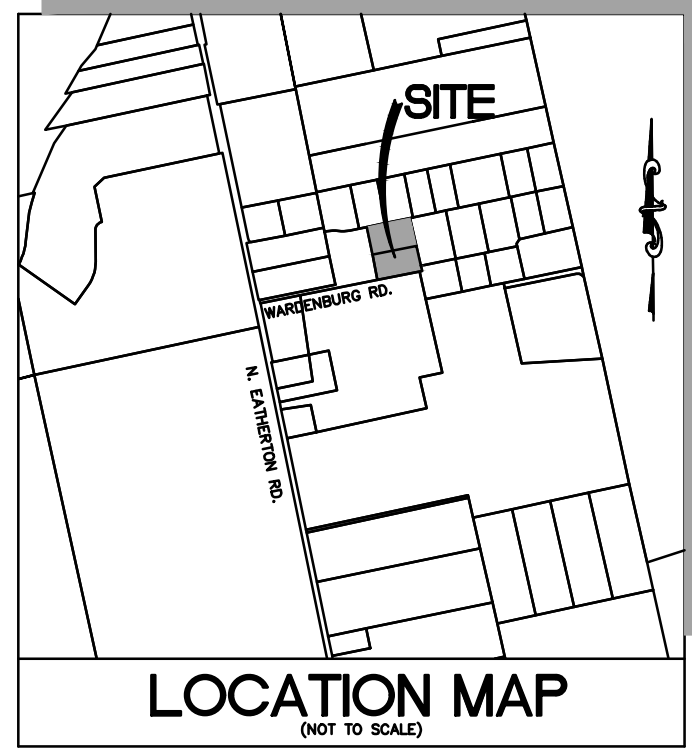 SITE
WARDENBURG RD.
N. EATHERTON RD.
LOCATION MAP
(NOT TO SCALE)